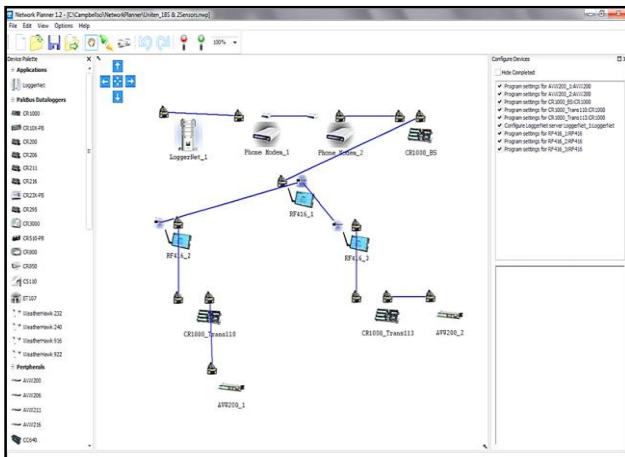 Network Planner 1.2 - [C:\Campbellsci\NetworkPlanner\Uniten_1BS & 2Sensors.nwp]
File Edit View Options Help
100%
Device Palette
Applications
LoggerNet
PakBus Dataloggers
CR1000
CR10X-PB
CR200
CR206
CR211
CR216
CR23X-PB
CR295
CR3000
CR510-PB
CR800
CR850
CS110
ET107
WeatherHawk 232
WeatherHawk 240
WeatherHawk 916
WeatherHawk 922
Peripherals
AVW200
AVW206
AVW211
AVW216
CC640
LoggerNet_1
Phone Modem_1
Phone Modem_2
CR1000_BS
RF416_1
RF416_2
RF416_3
CR1000_Trans110
CR1000_Trans113
AVW200_2
AVW200_1
Configure Devices
Hide Completed
Program settings for AVW200_1:AVW200
Program settings for AVW200_2:AVW200
Program settings for CR1000_BS:CR1000
Program settings for CR1000_Trans110:CR1000
Program settings for CR1000_Trans113:CR1000
Configure LoggerNet server LoggerNet_1:LoggerNet
Program settings for RF416_1:RF416
Program settings for RF416_2:RF416
Program settings for RF416_3:RF416